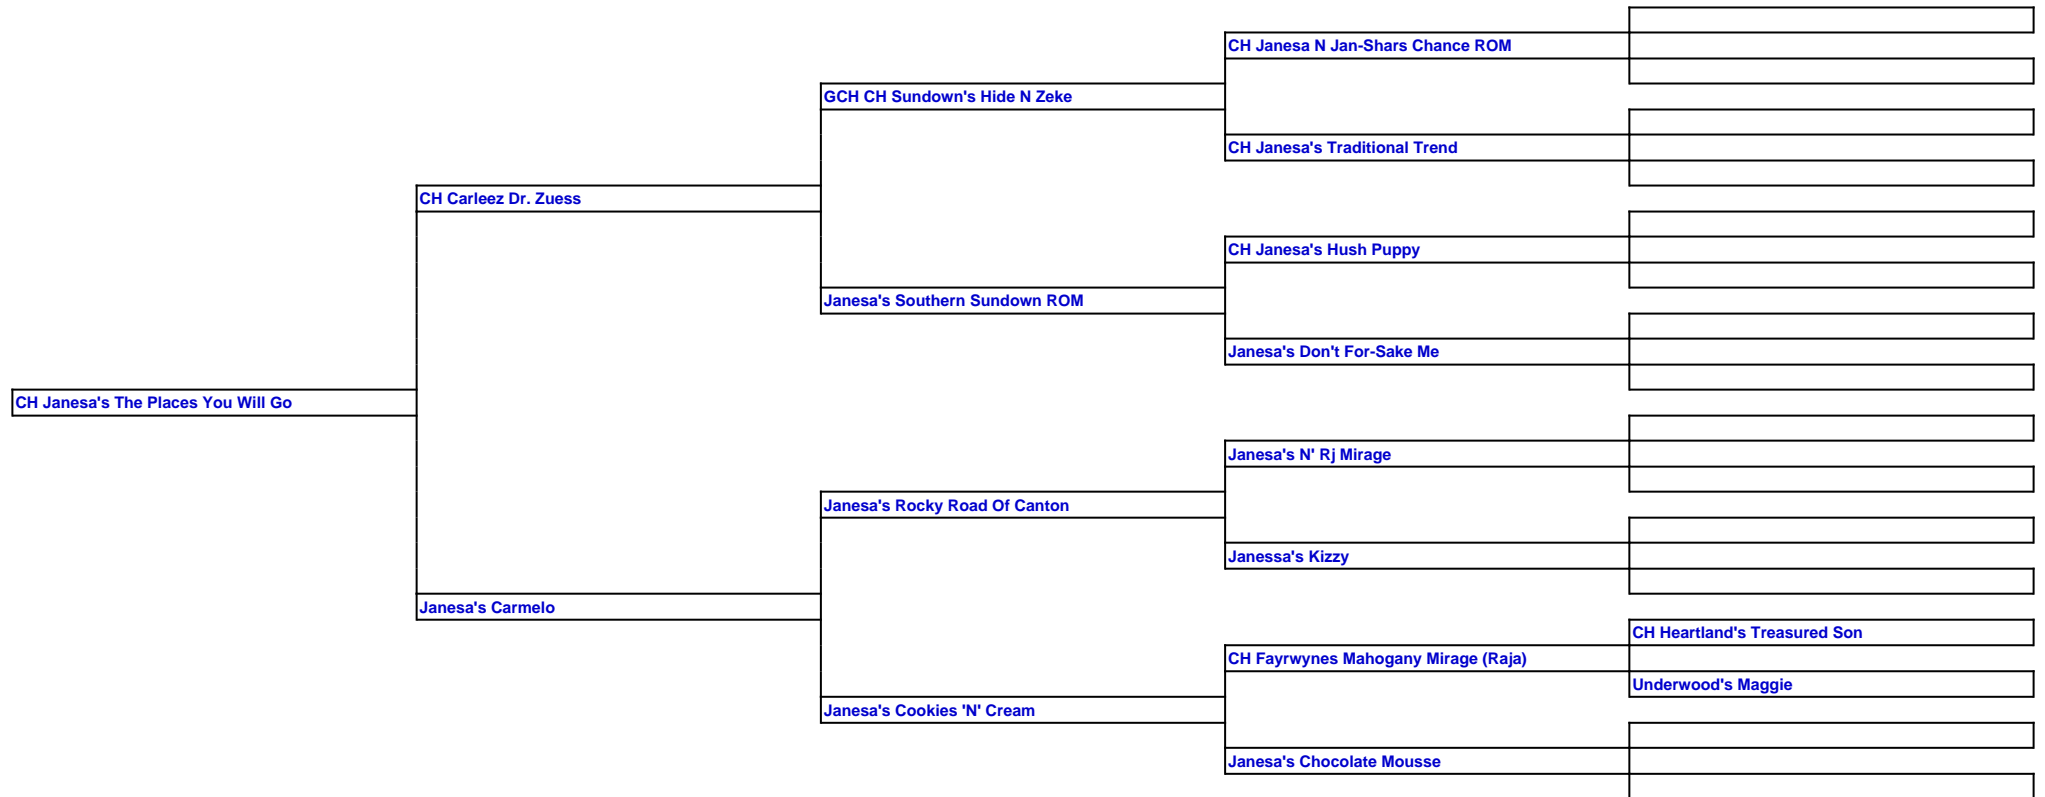 CH Janesa N Jan-Shars Chance ROM
GCH CH Sundown's Hide N Zeke
CH Janesa's Traditional Trend
CH Carleez Dr. Zuess
CH Janesa's Hush Puppy
Janesa's Southern Sundown ROM
Janesa's Don't For-Sake Me
CH Janesa's The Places You Will Go
Janesa's N' Rj Mirage
Janesa's Rocky Road Of Canton
Janessa's Kizzy
Janesa's Carmelo
CH Heartland's Treasured Son
CH Fayrwynes Mahogany Mirage (Raja)
Underwood's Maggie
Janesa's Cookies 'N' Cream
Janesa's Chocolate Mousse